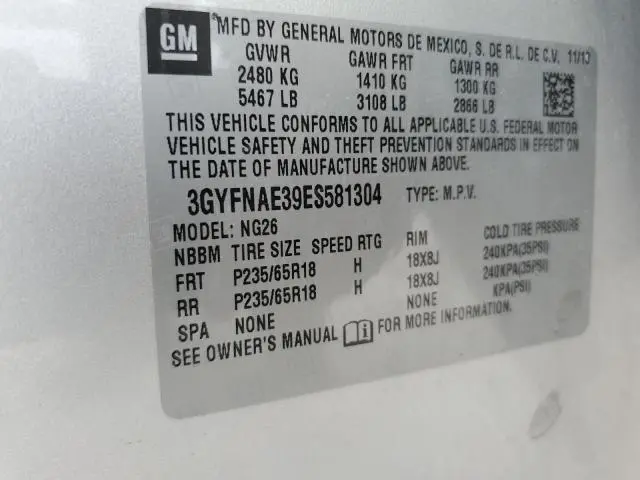 GM
MFD BY GENERAL MOTORS DE MEXICO, S. DE R.L. DE C.V. 11/13
GVWR GAWR FRT GAWR RR
2480 KG 1410 KG 1300 KG
5467 LB 3108 LB 2866 LB
THIS VEHICLE CONFORMS TO ALL APPLICABLE U.S. FEDERAL MOTOR
VEHICLE SAFETY AND THEFT PREVENTION STANDARDS IN EFFECT ON
THE DATE OF MANUFACTURE SHOWN ABOVE.
3GYFNAE39ES581304 TYPE: M.P.V.
MODEL: NG26
NBBM TIRE SIZE SPEED RTG RIM COLD TIRE PRESSURE
FRT P235/65R18 H 18X8J 240KPA(35PSI)
RR P235/65R18 H 18X8J 240KPA(35PSI)
SPA NONE NONE KPA(PSI)
SEE OWNER'S MANUAL FOR MORE INFORMATION.